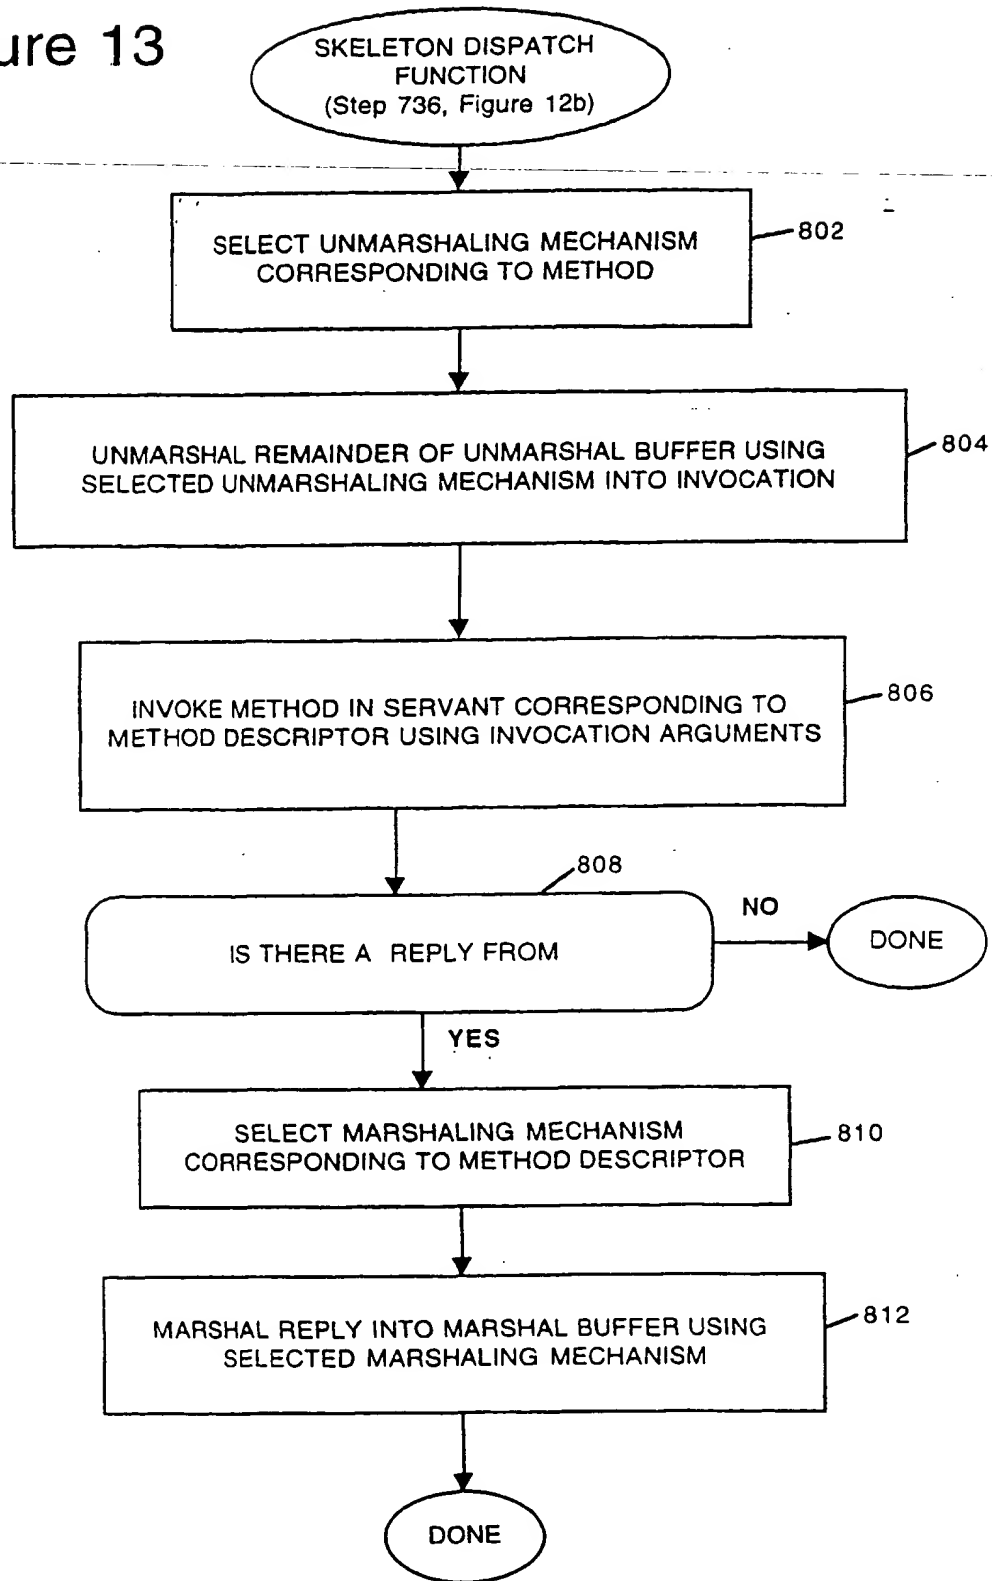 ure 13
SKELETON DISPATCH
FUNCTION
(Step 736, Figure 12b)
802
SELECT UNMARSHALING MECHANISM
CORRESPONDING TO METHOD
804
UNMARSHAL REMAINDER OF UNMARSHAL BUFFER USING
SELECTED UNMARSHALING MECHANISM INTO INVOCATION
806
INVOKE METHOD IN SERVANT CORRESPONDING TO
METHOD DESCRIPTOR USING INVOCATION ARGUMENTS
808
IS THERE A REPLY FROM
NO
DONE
YES
SELECT MARSHALING MECHANISM
CORRESPONDING TO METHOD DESCRIPTOR
810
MARSHAL REPLY INTO MARSHAL BUFFER USING
SELECTED MARSHALING MECHANISM
812
DONE